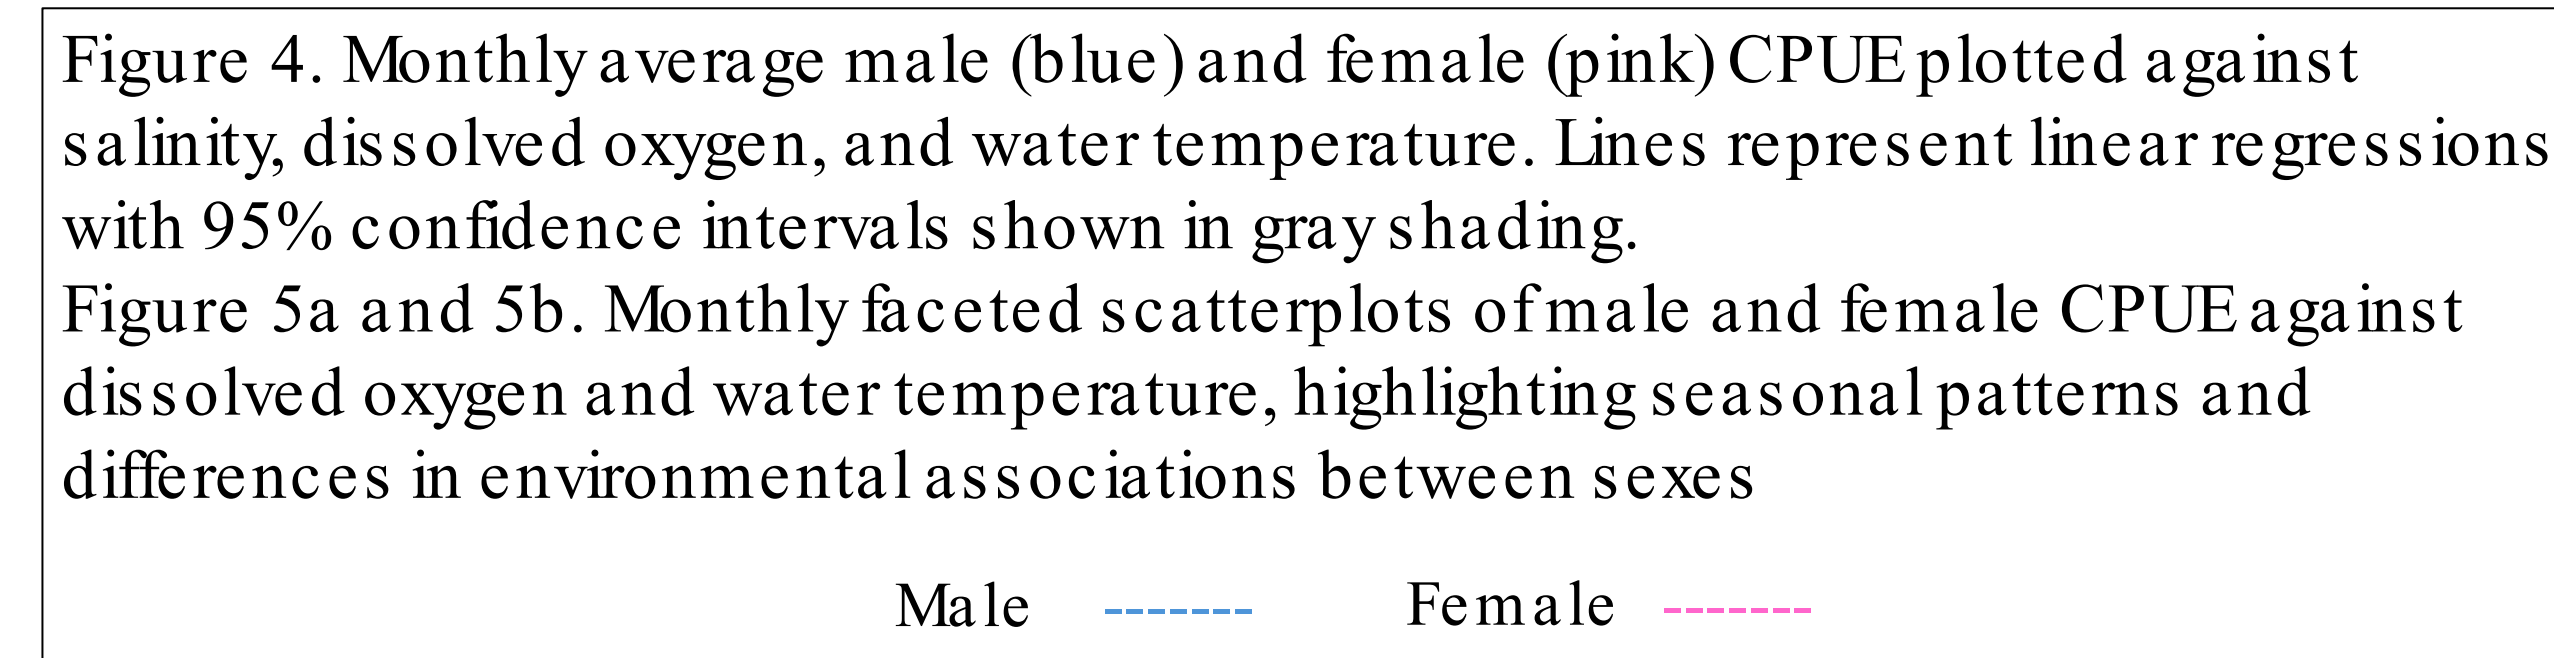 Figure 4. Monthly average male (blue) and female (pink) CPUE plotted against
salinity, dissolved oxygen, and water temperature. Lines represent linear regressions
with 95% confidence intervals shown in gray shading.
Figure 5a and 5b. Monthly faceted scatterplots of male and female CPUE against
dissolved oxygen and water temperature, highlighting seasonal patterns and
differences in environmental associations between sexes
Male Female